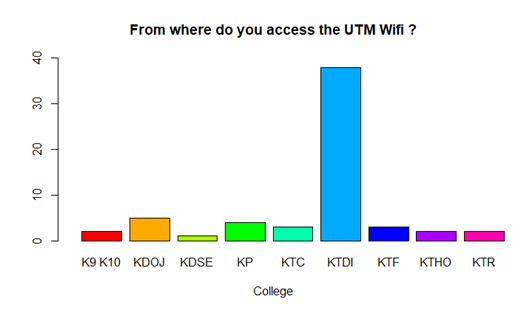 From where do you access the UTM Wifi ?
40
30
20
10
0
K9 K10 KDOJ KDSE KP KTC KTDI KTF KTHO KTR
College